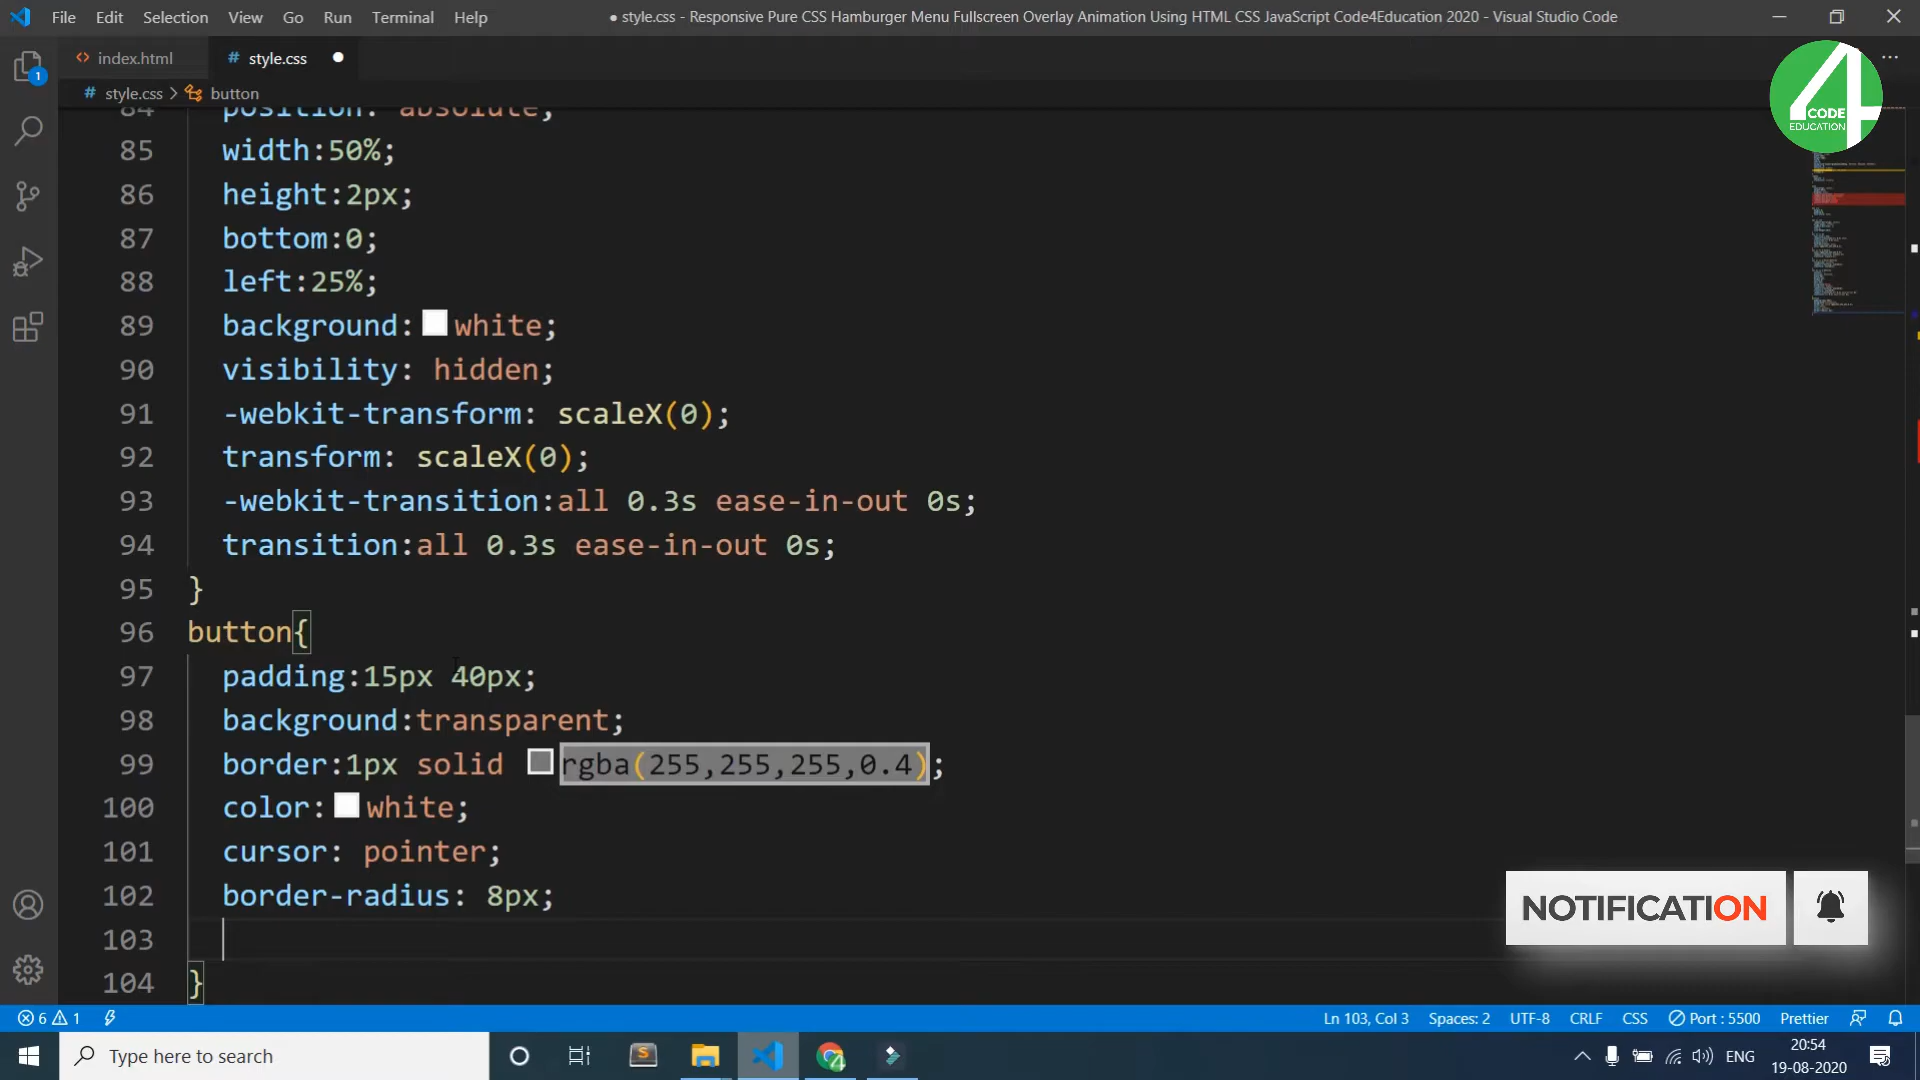 File Edit Selection View Go Run Terminal Help
● style.css - Responsive Pure CSS Hamburger Menu Fullscreen Overlay Animation Using HTML CSS JavaScript Code4Education 2020 - Visual Studio Code
1
<> index.html
# style.css ●
...
4
CODE
EDUCATION
# style.css > button
84 position: absolute;
85 width:50%;
86 height:2px;
87 bottom:0;
88 left:25%;
89 background: white;
90 visibility: hidden;
91 -webkit-transform: scaleX(0);
92 transform: scaleX(0);
93 -webkit-transition:all 0.3s ease-in-out 0s;
94 transition:all 0.3s ease-in-out 0s;
95 }
96 button{
97 padding:15px 40px;
98 background:transparent;
99 border:1px solid rgba(255,255,255,0.4);
100 color: white;
101 cursor: pointer;
102 border-radius: 8px;
103
104 }
NOTIFICATION
6 1
Ln 103, Col 3 Spaces: 2 UTF-8 CRLF CSS Port : 5500 Prettier
Type here to search
S
4
ENG
20:54
19-08-2020